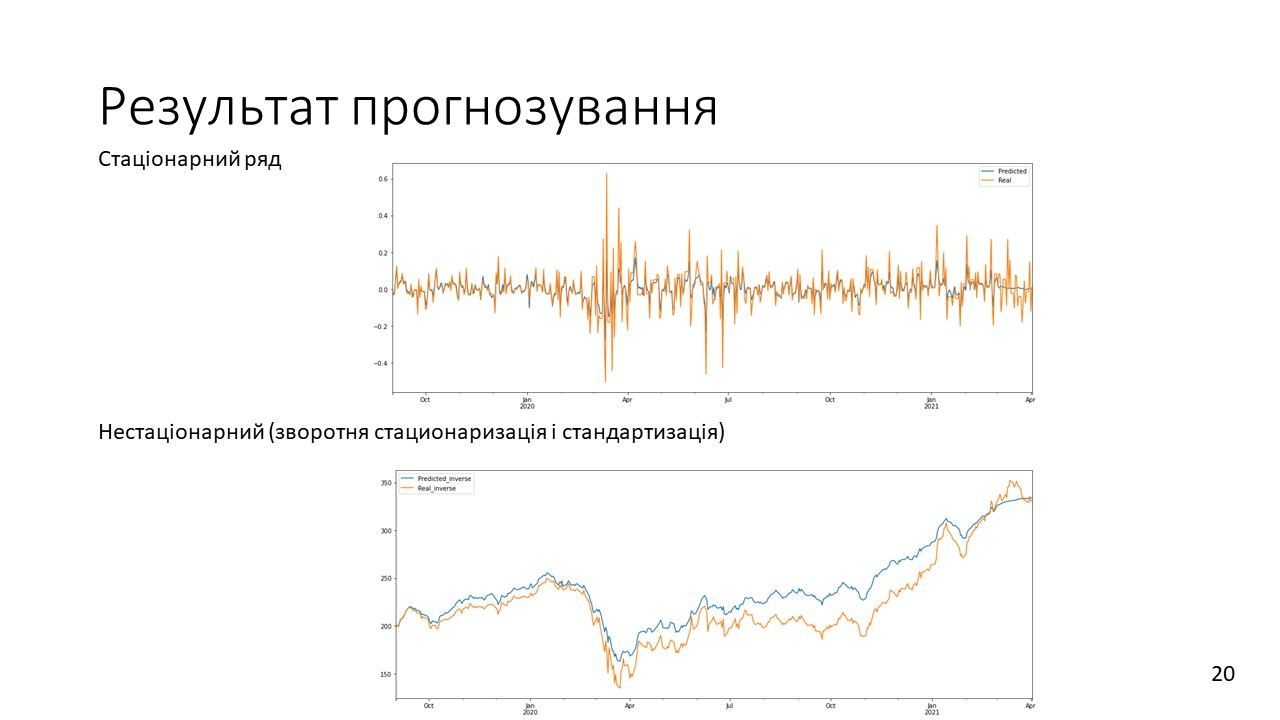 Результат прогнозування
Стаціонарний ряд
Predicted
Real
0.6
0.4
0.2
0.0
−0.2
−0.4
Oct
Jan
2020
Apr
Jul
Oct
Jan
2021
Apr
Нестаціонарний (зворотня стационаризація і стандартизація)
Predicted_inverse
Real_inverse
350
300
250
200
150
Oct
Jan
2020
Apr
Jul
Oct
Jan
2021
Apr
20